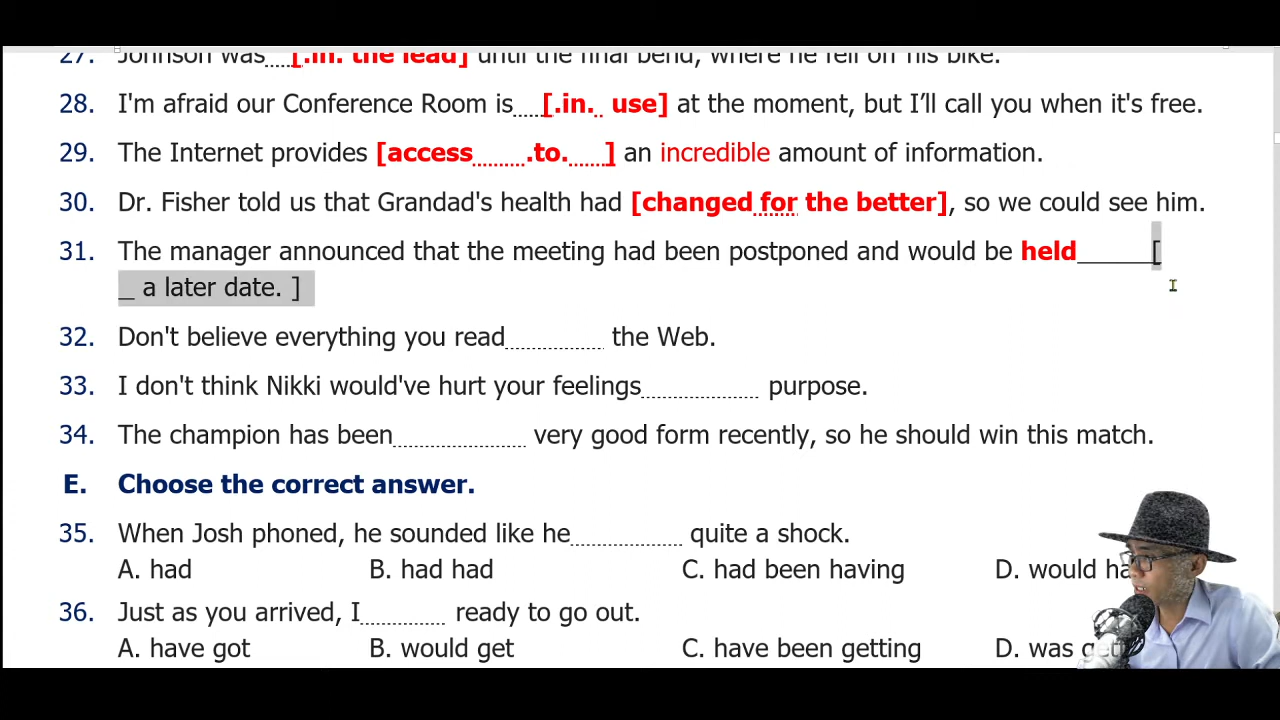 27. Johnson was [.in. the lead] until the final bend, where he fell off his bike.
28. I'm afraid our Conference Room is....[.in._ use] at the moment, but I’ll call you when it's free.
29. The Internet provides [access.......to......] an incredible amount of information.
30. Dr. Fisher told us that Grandad's health had [changed for the better], so we could see him.
31. The manager announced that the meeting had been postponed and would be held______[
_ a later date. ]
32. Don't believe everything you read.............. the Web.
33. I don't think Nikki would've hurt your feelings................ purpose.
34. The champion has been.................. very good form recently, so he should win this match.
E. Choose the correct answer.
35. When Josh phoned, he sounded like he................ quite a shock.
A. had B. had had C. had been having D. would
36. Just as you arrived, I............ ready to go out.
A. have got B. would get C. have been getting D. was